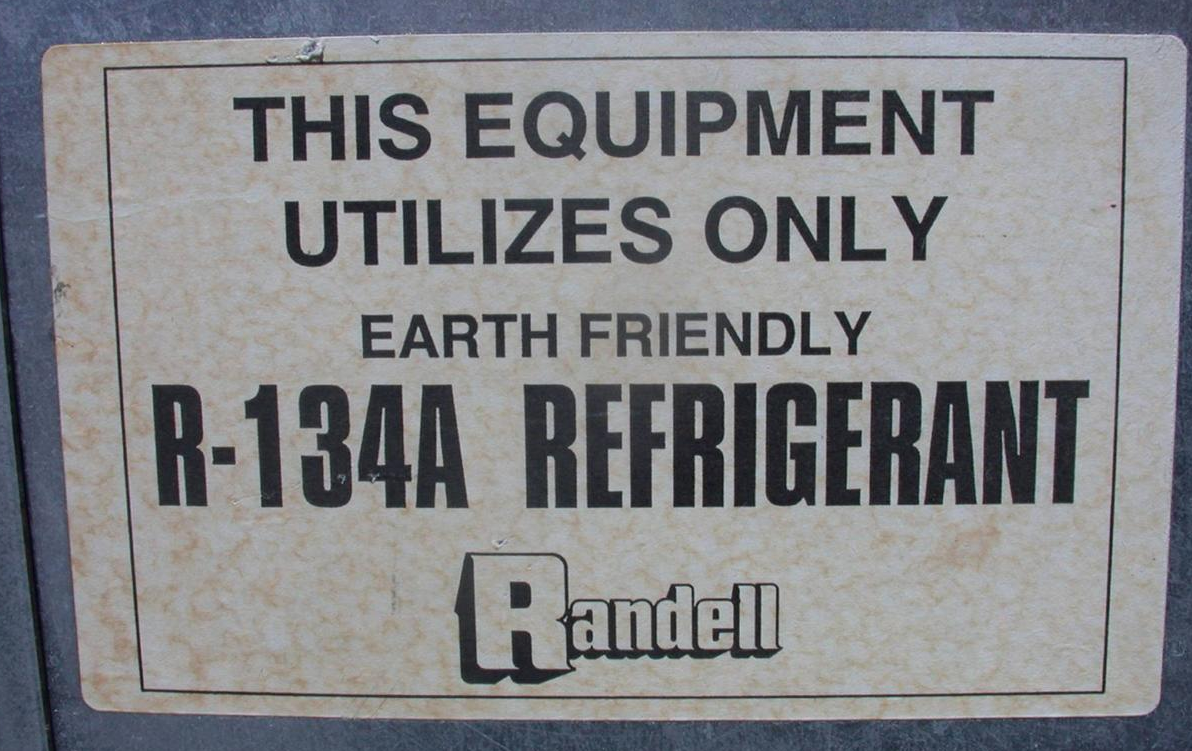 THIS EQUIPMENT
UTILIZES ONLY
EARTH FRIENDLY
R-134A REFRIGERANT
Randell